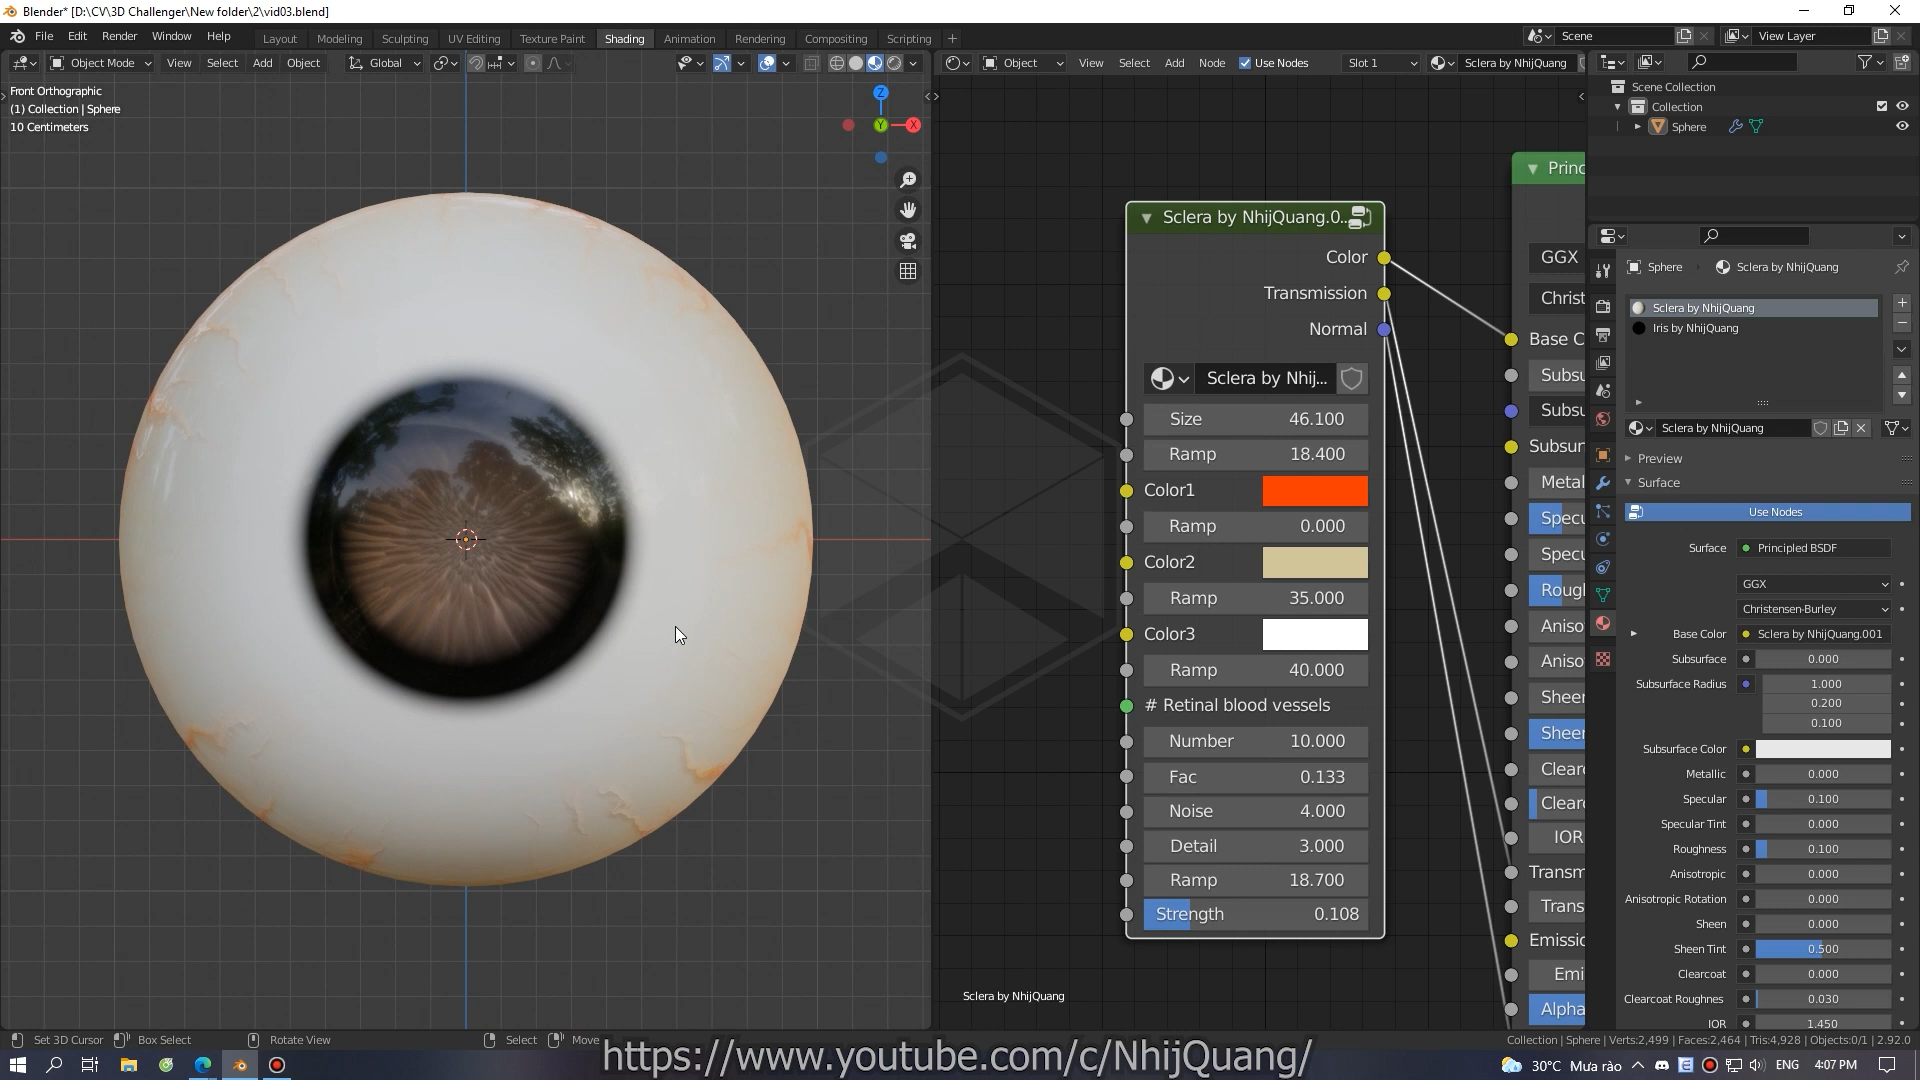 Blender* [D:\CV\3D Challenger\New folder\2\vid03.blend]
File Edit Render Window Help
Layout Modeling Sculpting UV Editing Texture Paint Shading Animation Rendering Compositing Scripting
Scene View Layer
Object Mode View Select Add Object Global
Object View Select Add Node Use Nodes Slot 1 Sclera by NhijQuang
Front Orthographic
(1) Collection | Sphere
10 Centimeters
Z
Y
X
Sclera by NhijQuang.0...
Color
Transmission
Normal
Sclera by Nhij...
Size 46.100
Ramp 18.400
Color1
Ramp 0.000
Color2
Ramp 35.000
Color3
Ramp 40.000
# Retinal blood vessels
Number 10.000
Fac 0.133
Noise 4.000
Detail 3.000
Ramp 18.700
Strength 0.108
Sclera by NhijQuang
Princ
GGX
Christ
Base C
Subsu
Subsu
Subsur
Metal
Specu
Specu
Rough
Aniso
Aniso
Sheer
Sheer
Clear
Clear
IOR
Transm
Trans
Emissic
Emi
Alpha
Scene Collection
Collection
Sphere
Sphere Sclera by NhijQuang
Sclera by NhijQuang
Iris by NhijQuang
Sclera by NhijQuang
Preview
Surface
Use Nodes
Surface Principled BSDF
GGX
Christensen-Burley
Base Color Sclera by NhijQuang.001
Subsurface 0.000
Subsurface Radius 1.000
0.200
0.100
Subsurface Color
Metallic 0.000
Specular 0.100
Specular Tint 0.000
Roughness 0.100
Anisotropic 0.000
Anisotropic Rotation 0.000
Sheen 0.000
Sheen Tint 0.500
Clearcoat 0.000
Clearcoat Roughnes 0.030
IOR 1.450
Set 3D Cursor Box Select Rotate View Select Move
Collection | Sphere | Verts:2,499 | Faces:2,464 | Tris:4,928 | Objects:0/1 | 2.92.0
https://www.youtube.com/c/NhijQuang/
30°C Mưa rào ENG 4:07 PM